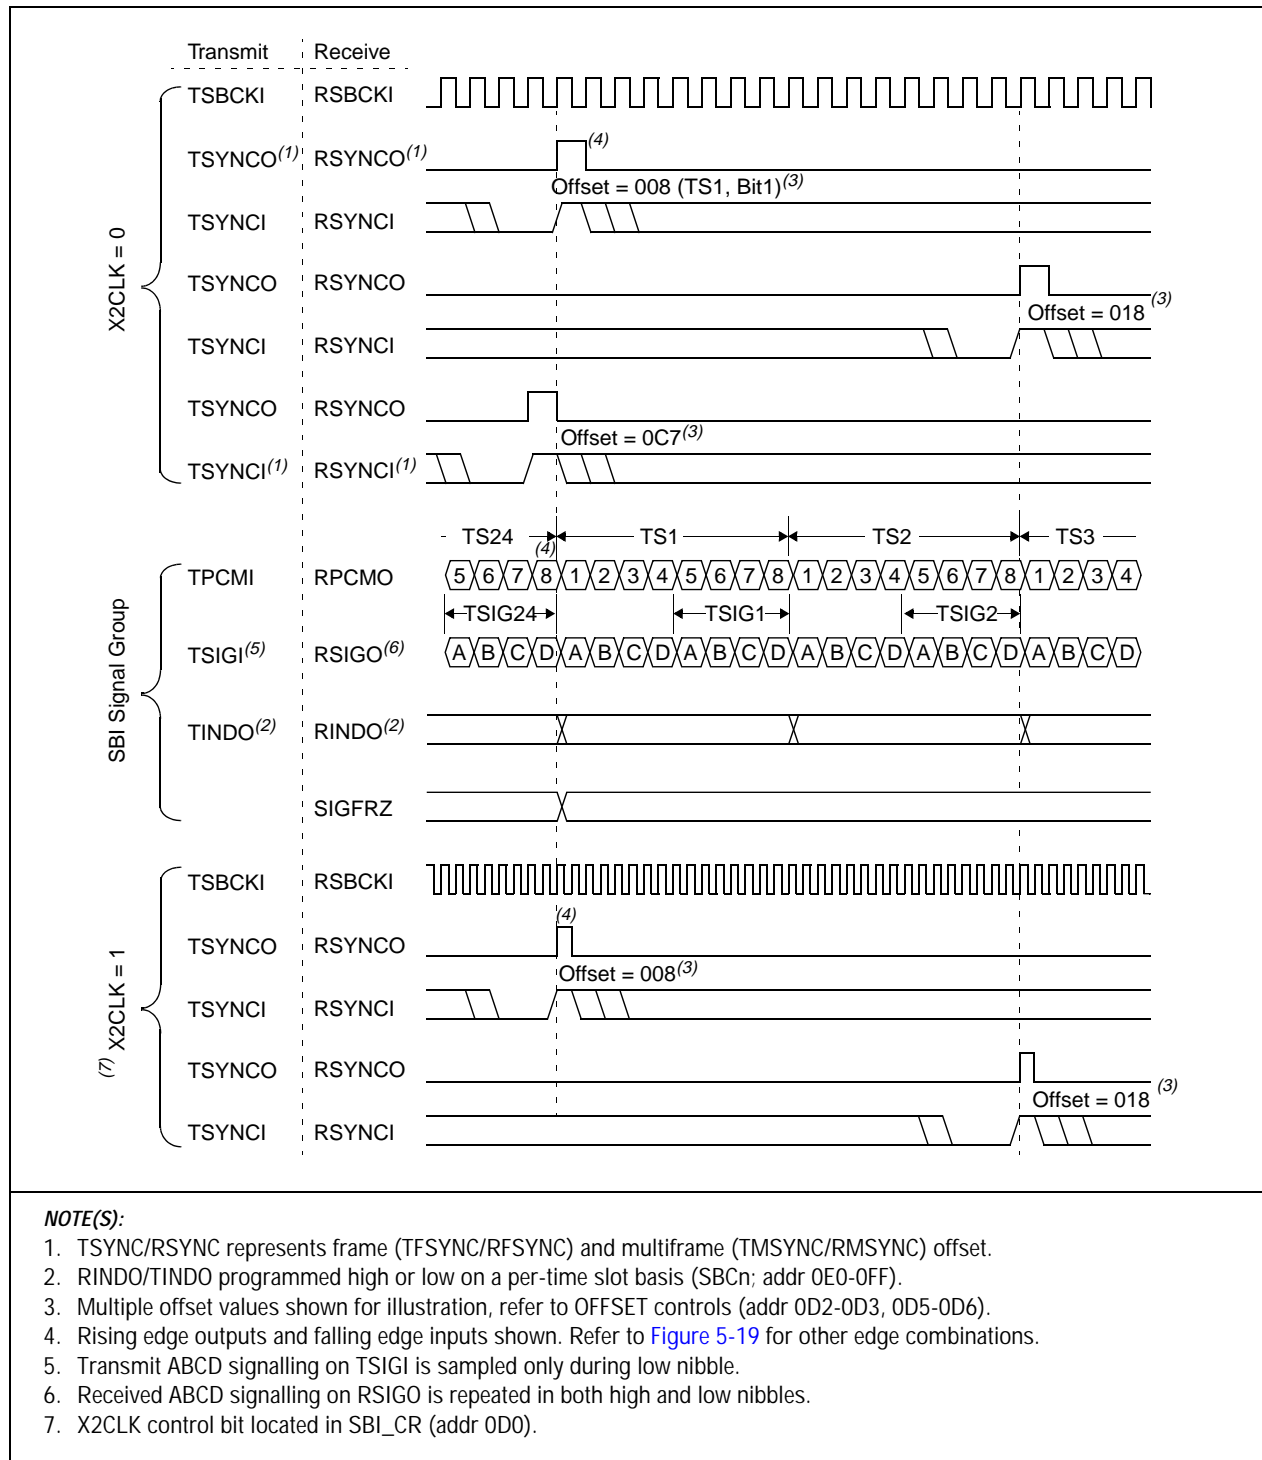 Transmit Receive
TSBCKI RSBCKI
TSYNCO(1) RSYNCO(1) (4)
Offset = 008 (TS1, Bit1)(3)
TSYNCI RSYNCI
X2CLK = 0
TSYNCO RSYNCO
Offset = 018 (3)
TSYNCI RSYNCI
TSYNCO RSYNCO
Offset = 0C7(3)
TSYNCI(1) RSYNCI(1)
TS24 TS1 TS2 TS3
(4)
TPCMI RPCMO 5 6 7 8 1 2 3 4 5 6 7 8 1 2 3 4 5 6 7 8 1 2 3 4
TSIG24 TSIG1 TSIG2
TSIGI(5) RSIGO(6) A B C D A B C D A B C D A B C D A B C D A B C D
SBI Signal Group
TINDO(2) RINDO(2)
SIGFRZ
TSBCKI RSBCKI
(4)
TSYNCO RSYNCO
Offset = 008(3)
TSYNCI RSYNCI
(7) X2CLK = 1
TSYNCO RSYNCO
Offset = 018 (3)
TSYNCI RSYNCI
NOTE(S):
1. TSYNC/RSYNC represents frame (TFSYNC/RFSYNC) and multiframe (TMSYNC/RMSYNC) offset.
2. RINDO/TINDO programmed high or low on a per-time slot basis (SBCn; addr 0E0-0FF).
3. Multiple offset values shown for illustration, refer to OFFSET controls (addr 0D2-0D3, 0D5-0D6).
4. Rising edge outputs and falling edge inputs shown. Refer to Figure 5-19 for other edge combinations.
5. Transmit ABCD signalling on TSIGI is sampled only during low nibble.
6. Received ABCD signalling on RSIGO is repeated in both high and low nibbles.
7. X2CLK control bit located in SBI_CR (addr 0D0).